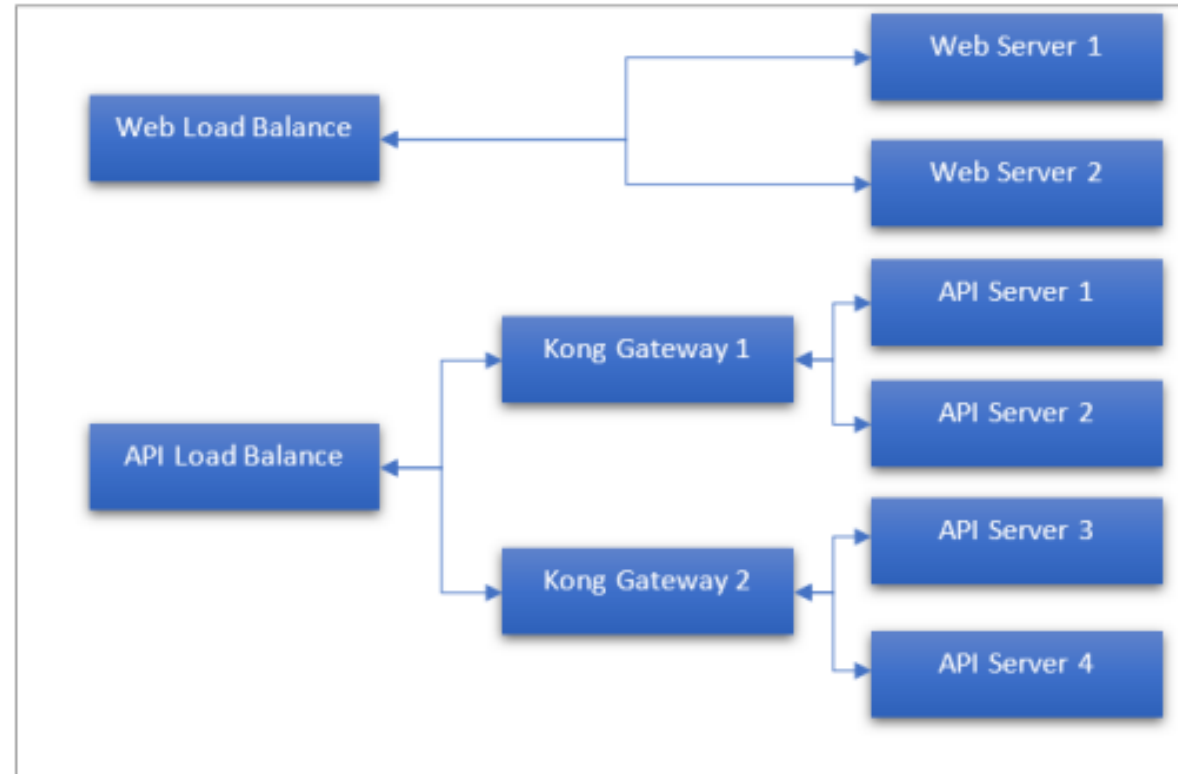 Web Server 1
Web Load Balance
Web Server 2
API Server 1
Kong Gateway 1
API Server 2
API Load Balance
API Server 3
Kong Gateway 2
API Server 4